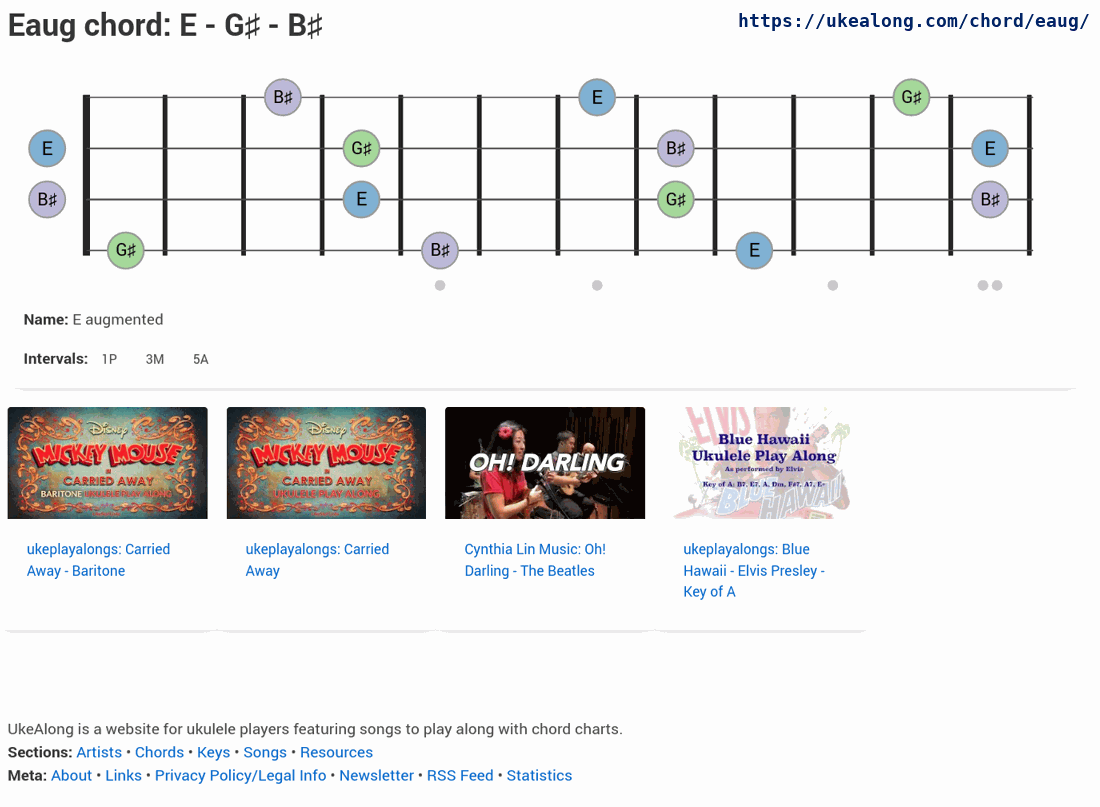 Eaug chord: E - G♯ - B♯
https://ukealong.com/chord/eaug/
B♯ E G♯
E G♯ B♯ E
B♯ E G♯ B♯
G♯ B♯ E
Name: E augmented
Intervals: 1P 3M 5A
Disney
MICKEY MOUSE
IN
CARRIED AWAY
BARITONE UKULELE PLAY ALONG
Disney
MICKEY MOUSE
IN
CARRIED AWAY
UKULELE PLAY ALONG
OH! DARLING
ELVIS
Blue Hawaii
Ukulele Play Along
As performed by Elvis
Key of A: B7, E7, A, Dm, F#7, A7, E+
BLUE HAWAII
ukeplayalongs: Carried
Away - Baritone
ukeplayalongs: Carried
Away
Cynthia Lin Music: Oh!
Darling - The Beatles
ukeplayalongs: Blue
Hawaii - Elvis Presley -
Key of A
UkeAlong is a website for ukulele players featuring songs to play along with chord charts.
Sections: Artists • Chords • Keys • Songs • Resources
Meta: About • Links • Privacy Policy/Legal Info • Newsletter • RSS Feed • Statistics